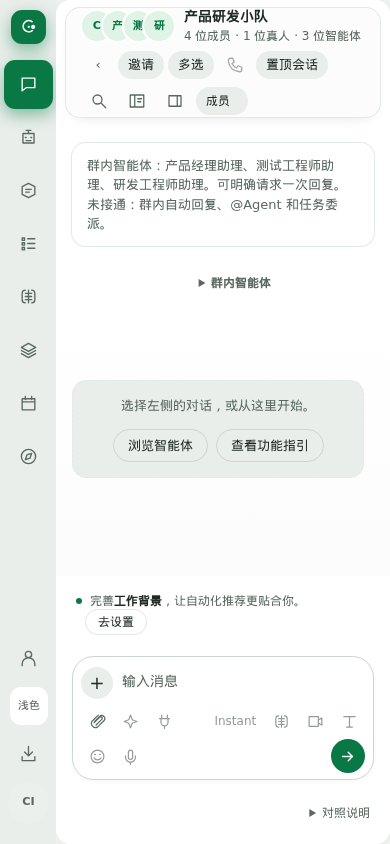 C 产 测 研
产品研发小队
4 位成员 · 1 位真人 · 3 位智能体
‹ 邀请 多选 置顶会话
成员
群内智能体：产品经理助理、测试工程师助
理、研发工程师助理。可明确请求一次回复。
未接通：群内自动回复、@Agent 和任务委
派。
▶ 群内智能体
选择左侧的对话，或从这里开始。
浏览智能体 查看功能指引
完善工作背景，让自动化推荐更贴合你。
去设置
输入消息
Instant
浅色
CI
▶ 对照说明